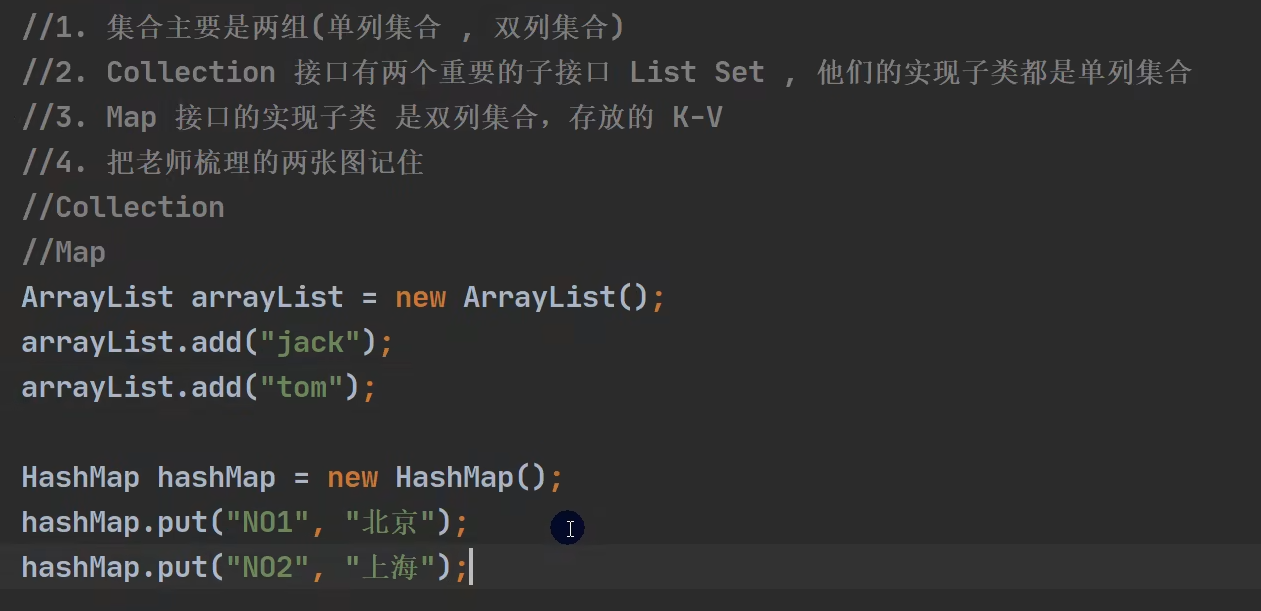 //1. 集合主要是两组(单列集合 , 双列集合)
//2. Collection 接口有两个重要的子接口 List Set , 他们的实现子类都是单列集合
//3. Map 接口的实现子类 是双列集合，存放的 K-V
//4. 把老师梳理的两张图记住
//Collection
//Map
ArrayList arrayList = new ArrayList();
arrayList.add("jack");
arrayList.add("tom");
HashMap hashMap = new HashMap();
hashMap.put("NO1", "北京");
hashMap.put("NO2", "上海");